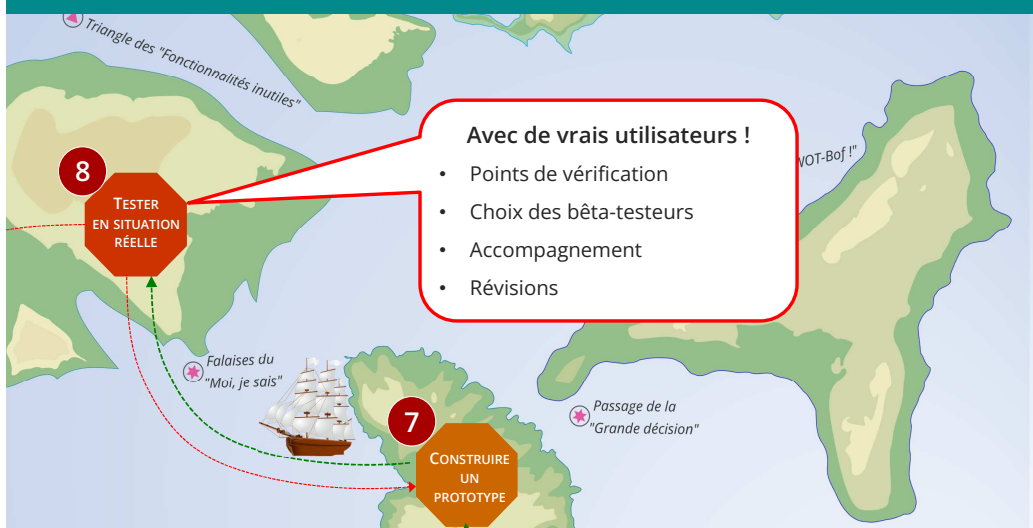 Triangle des "Fonctionnalités inutiles"
Avec de vrais utilisateurs !
• Points de vérification
• Choix des bêta-testeurs
• Accompagnement
• Révisions
WOT-Bof !"
8
TESTER
EN SITUATION
RÉELLE
Falaises du
"Moi, je sais"
Passage de la
"Grande décision"
7
CONSTRUIRE
UN
PROTOTYPE